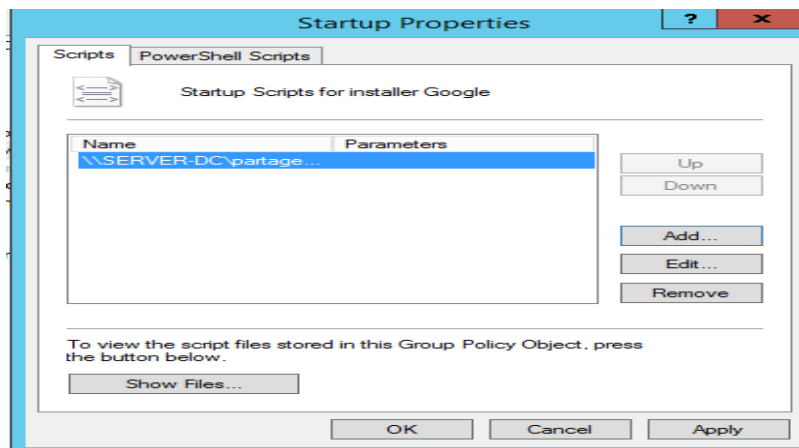 Startup Properties
?
x
Scripts
PowerShell Scripts
Startup Scripts for installer Google
Name
Parameters
\\SERVER-DC\partage...
Up
Down
Add...
Edit...
Remove
To view the script files stored in this Group Policy Object, press
the button below.
Show Files...
OK
Cancel
Apply